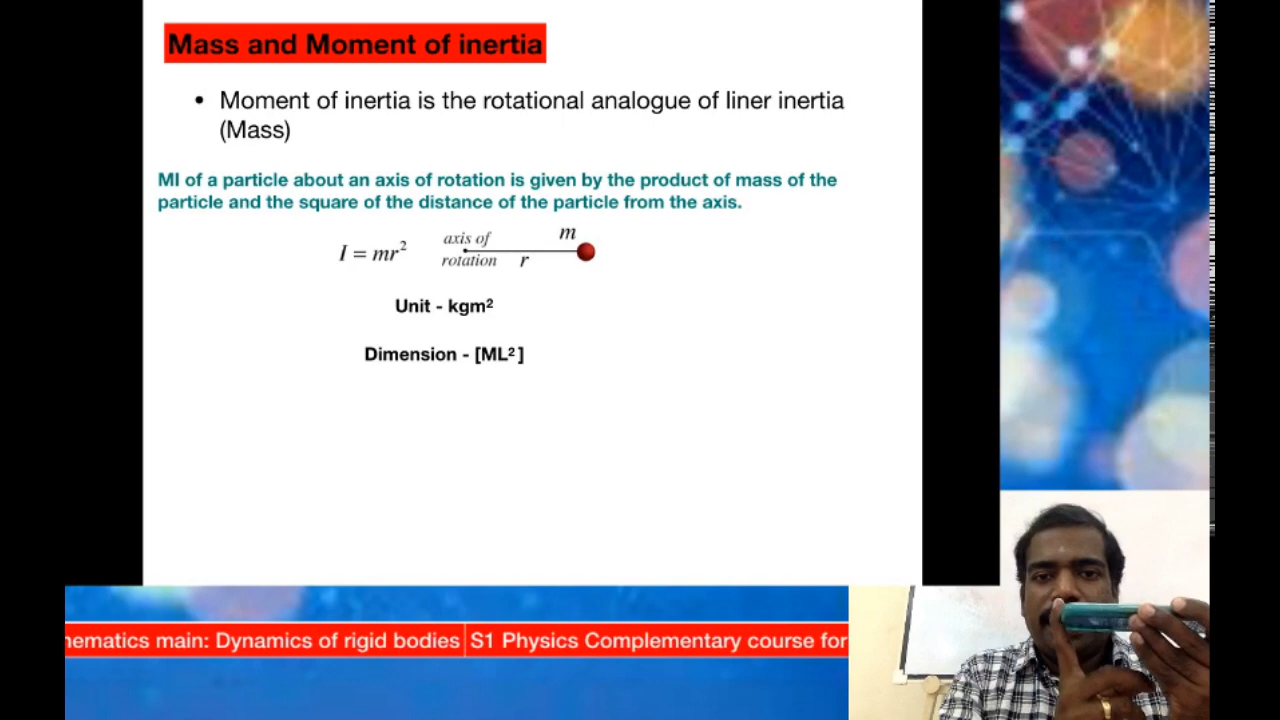 Mass and Moment of inertia
• Moment of inertia is the rotational analogue of liner inertia
(Mass)
MI of a particle about an axis of rotation is given by the product of mass of the
particle and the square of the distance of the particle from the axis.
I = mr² axis of rotation r m
Unit - kgm²
Dimension - [ML²]
hematics main: Dynamics of rigid bodies S1 Physics Complementary course for